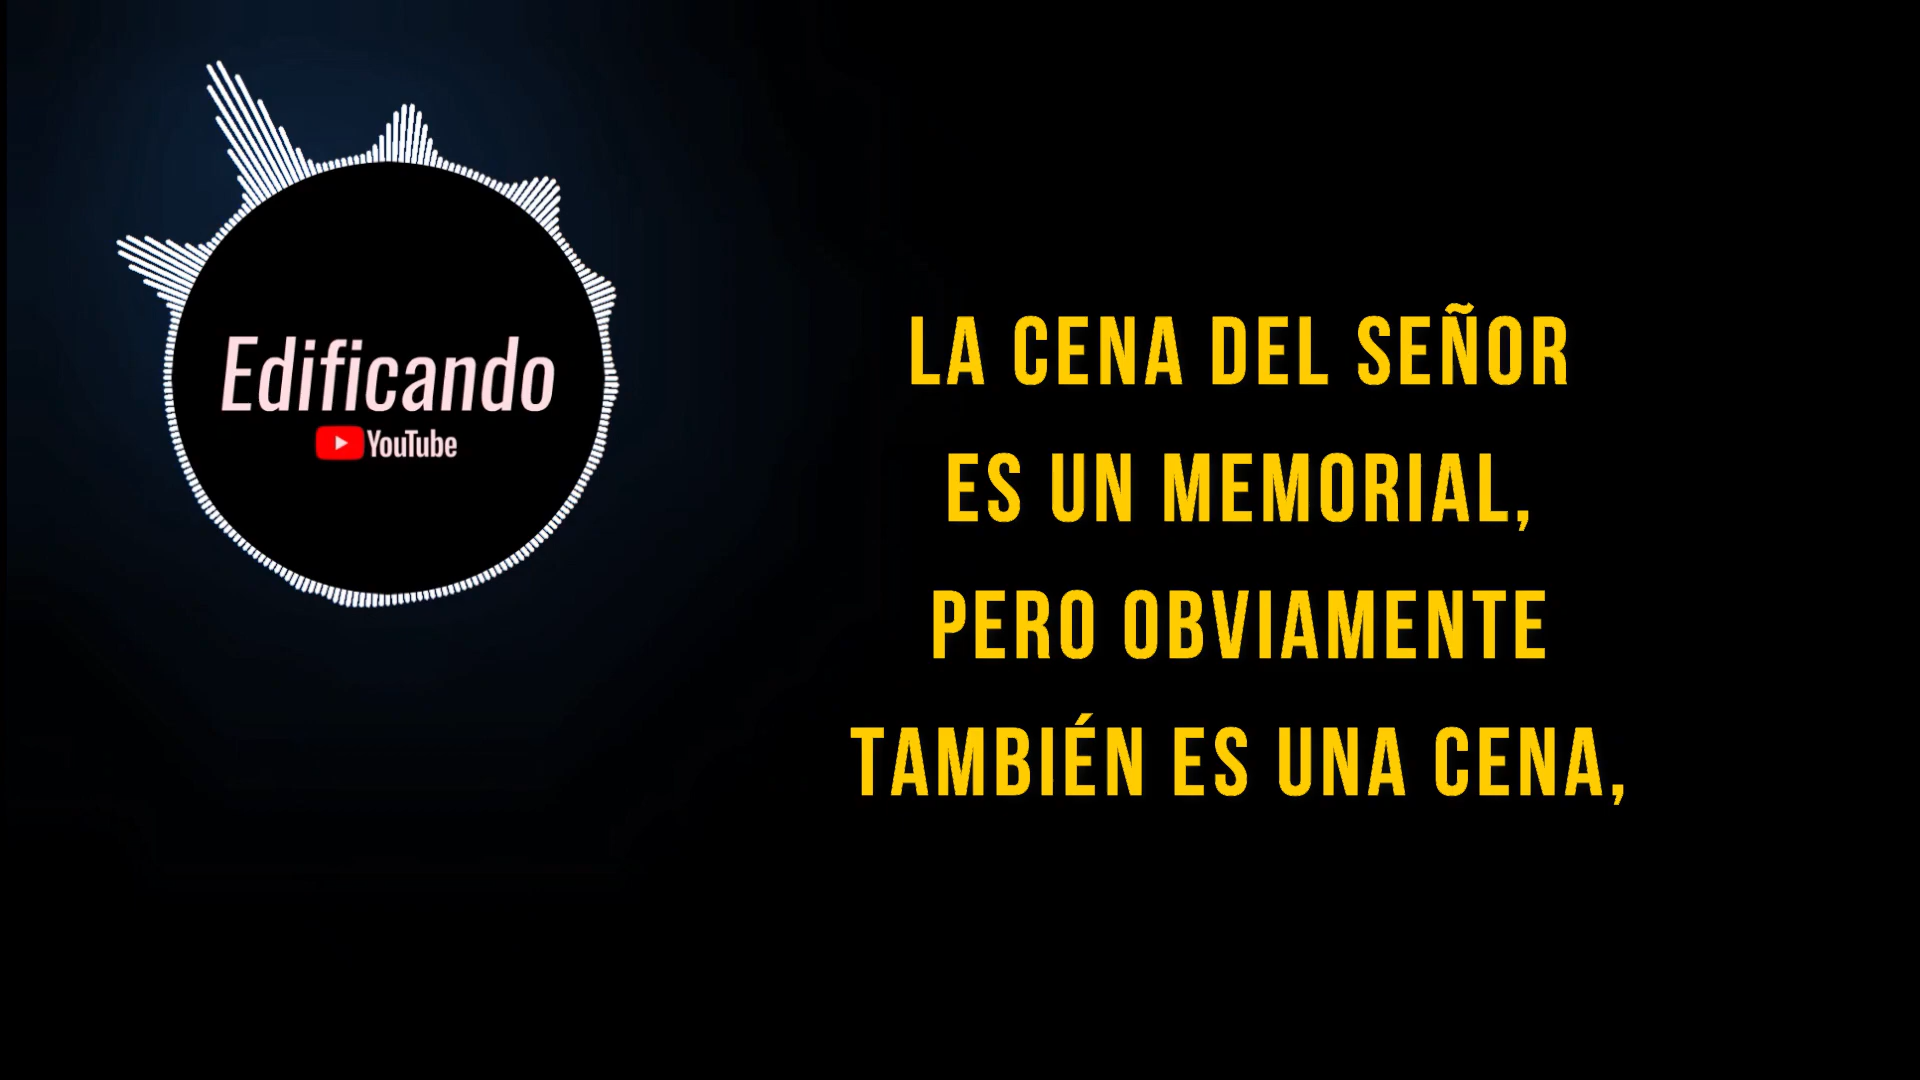 Edificando
YouTube
LA CENA DEL SEÑOR
ES UN MEMORIAL,
PERO OBVIAMENTE
TAMBIÉN ES UNA CENA,